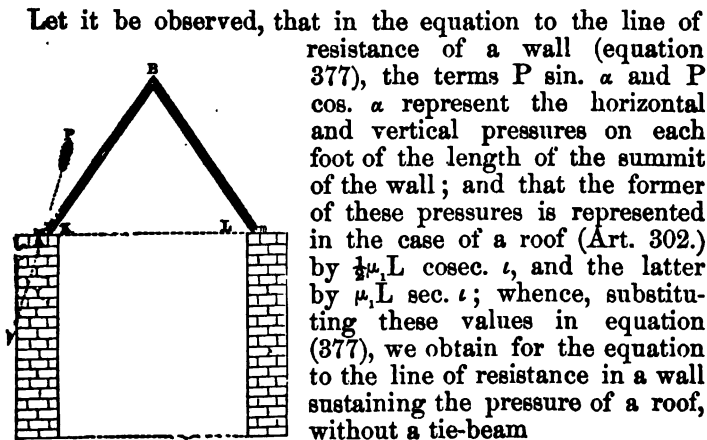 Let it be observed, that in the equation to the line of
resistance of a wall (equation
377), the terms P sin. α and P
cos. α represent the horizontal
and vertical pressures on each
foot of the length of the summit
of the wall; and that the former
of these pressures is represented
in the case of a roof (Art. 302.)
by ½μ₁L cosec. ι, and the latter
by μ₁L sec. ι; whence, substitu-
ting these values in equation
(377), we obtain for the equation
to the line of resistance in a wall
sustaining the pressure of a roof,
without a tie-beam
B
P
L